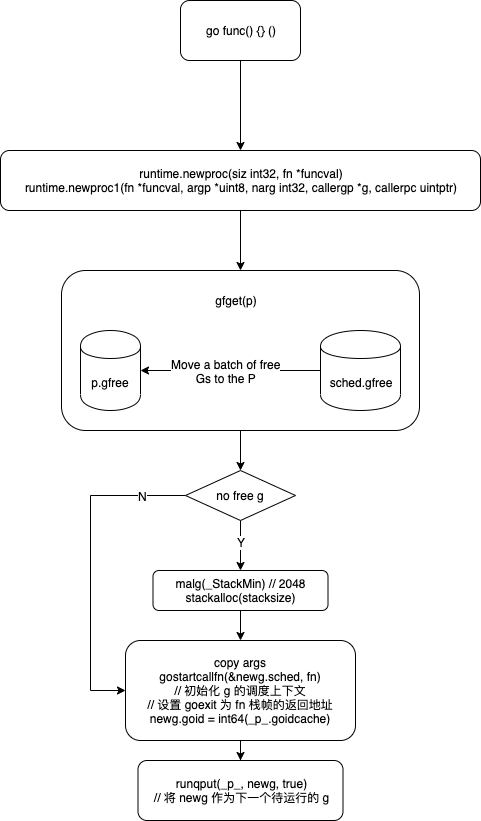 go func() {} ()
runtime.newproc(siz int32, fn *funcval)
runtime.newproc1(fn *funcval, argp *uint8, narg int32, callergp *g, callerpc uintptr)
gfget(p)
p.gfree
Move a batch of free
Gs to the P
sched.gfree
no free g
N
Y
malg(_StackMin) // 2048
stackalloc(stacksize)
copy args
gostartcallfn(&newg.sched, fn)
// 初始化 g 的调度上下文
// 设置 goexit 为 fn 栈帧的返回地址
newg.goid = int64(_p_.goidcache)
runqput(_p_, newg, true)
// 将 newg 作为下一个待运行的 g